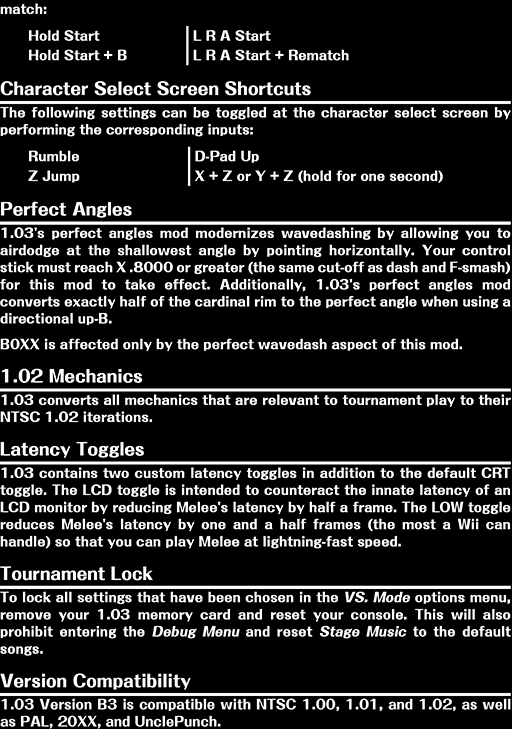 match:
Hold Start L R A Start
Hold Start + B L R A Start + Rematch
Character Select Screen Shortcuts
The following settings can be toggled at the character select screen by
performing the corresponding inputs:
Rumble D-Pad Up
Z Jump X + Z or Y + Z (hold for one second)
Perfect Angles
1.03's perfect angles mod modernizes wavedashing by allowing you to
airdodge at the shallowest angle by pointing horizontally. Your control
stick must reach X .8000 or greater (the same cut-off as dash and F-smash)
for this mod to take effect. Additionally, 1.03's perfect angles mod
converts exactly half of the cardinal rim to the perfect angle when using a
directional up-B.
B0XX is affected only by the perfect wavedash aspect of this mod.
1.02 Mechanics
1.03 converts all mechanics that are relevant to tournament play to their
NTSC 1.02 iterations.
Latency Toggles
1.03 contains two custom latency toggles in addition to the default CRT
toggle. The LCD toggle is intended to counteract the innate latency of an
LCD monitor by reducing Melee's latency by half a frame. The LOW toggle
reduces Melee's latency by one and a half frames (the most a Wii can
handle) so that you can play Melee at lightning-fast speed.
Tournament Lock
To lock all settings that have been chosen in the VS. Mode options menu,
remove your 1.03 memory card and reset your console. This will also
prohibit entering the Debug Menu and reset Stage Music to the default
songs.
Version Compatibility
1.03 Version B3 is compatible with NTSC 1.00, 1.01, and 1.02, as well
as PAL, 20XX, and UnclePunch.